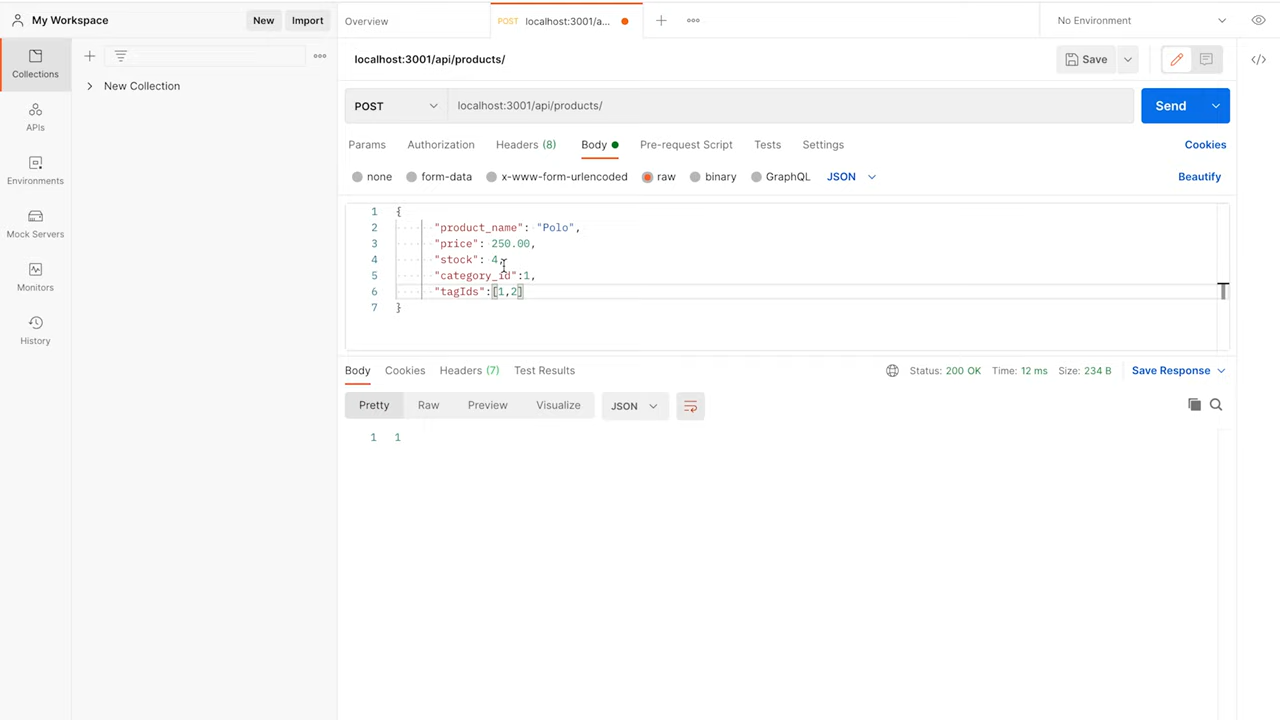 My Workspace
New
Import
Overview
POST localhost:3001/a...
No Environment
Collections
APIs
Environments
Mock Servers
Monitors
History
New Collection
localhost:3001/api/products/
Save
POST
localhost:3001/api/products/
Send
Params
Authorization
Headers (8)
Body
Pre-request Script
Tests
Settings
Cookies
none
form-data
x-www-form-urlencoded
raw
binary
GraphQL
JSON
Beautify
1 {
2 "product_name": "Polo",
3 "price": 250.00,
4 "stock": 4,
5 "category_id":1,
6 "tagIds":[1,2]
7 }
Body
Cookies
Headers (7)
Test Results
Status: 200 OK
Time: 12 ms
Size: 234 B
Save Response
Pretty
Raw
Preview
Visualize
JSON
1 1